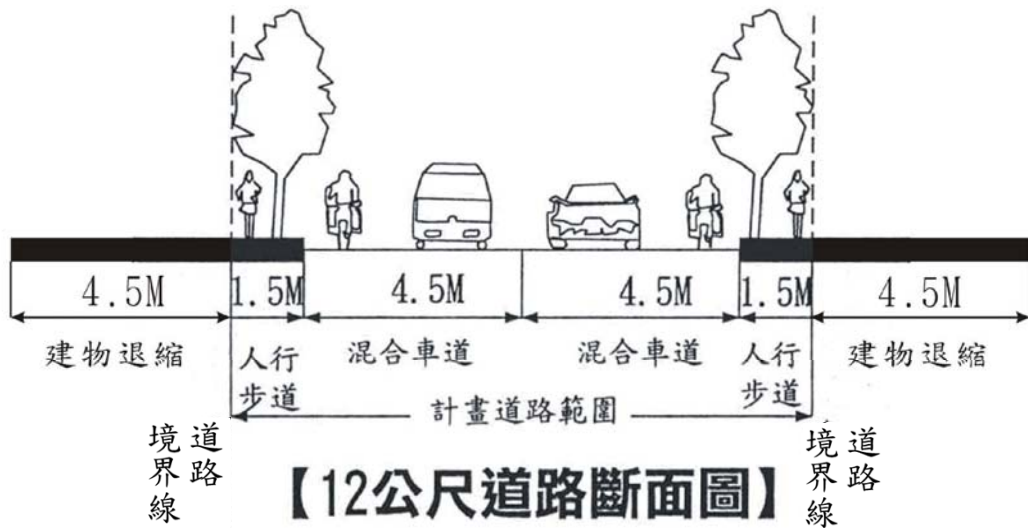 4.5M 1.5M 4.5M 4.5M 1.5M 4.5M
建物退縮 人行步道 混合車道 混合車道 人行步道 建物退縮
計畫道路範圍
道路境界線
道路境界線
【12公尺道路斷面圖】